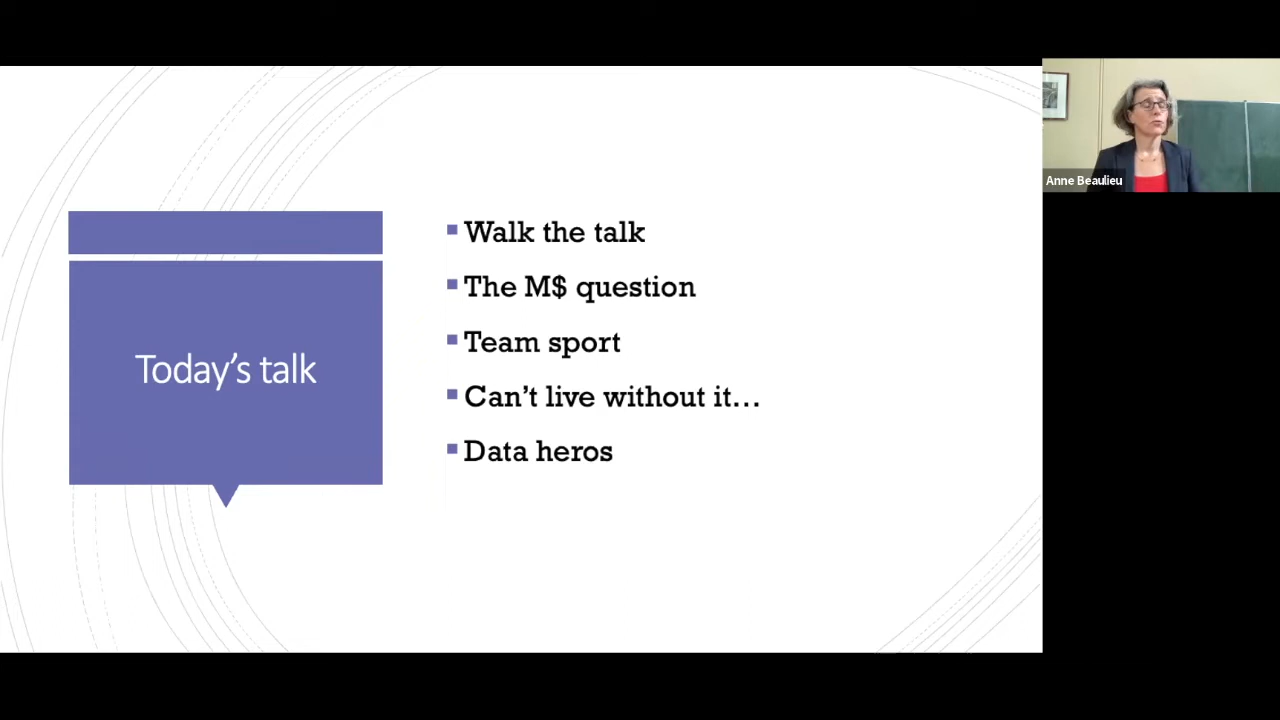 Today's talk
Walk the talk
The M$ question
Team sport
Can't live without it…
Data heros
Anne Beaulieu